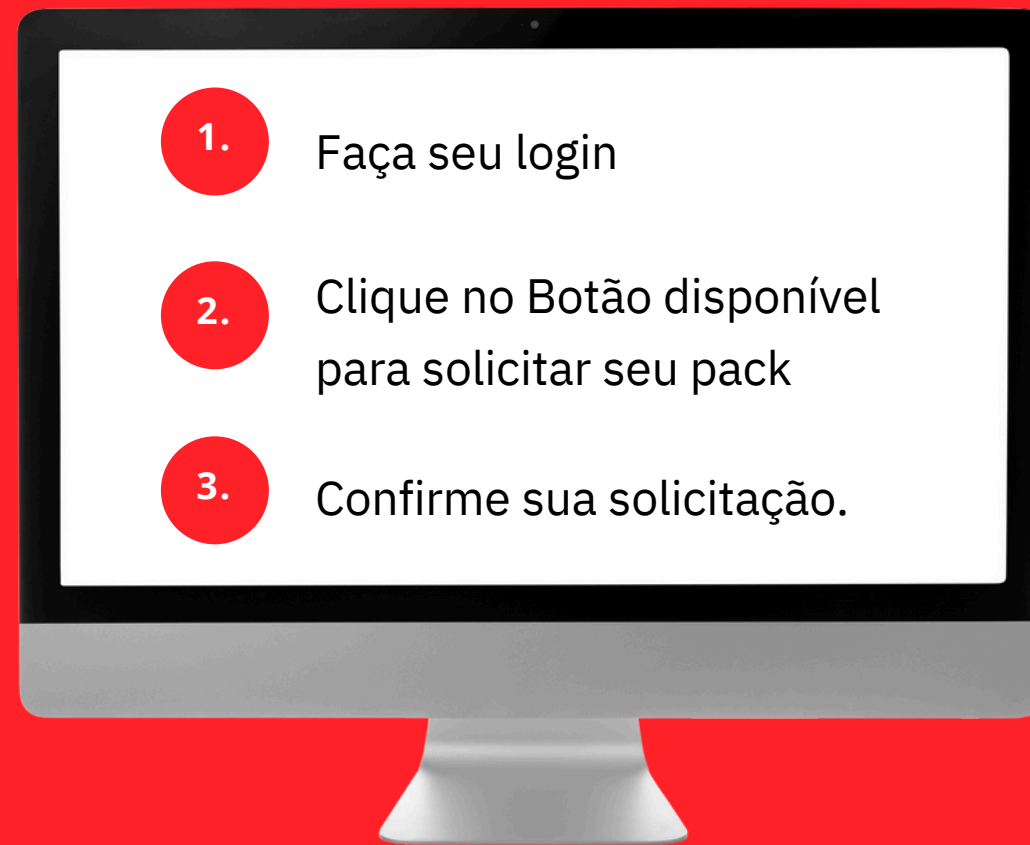 1.
Faça seu login
2.
Clique no Botão disponível
para solicitar seu pack
3.
Confirme sua solicitação.